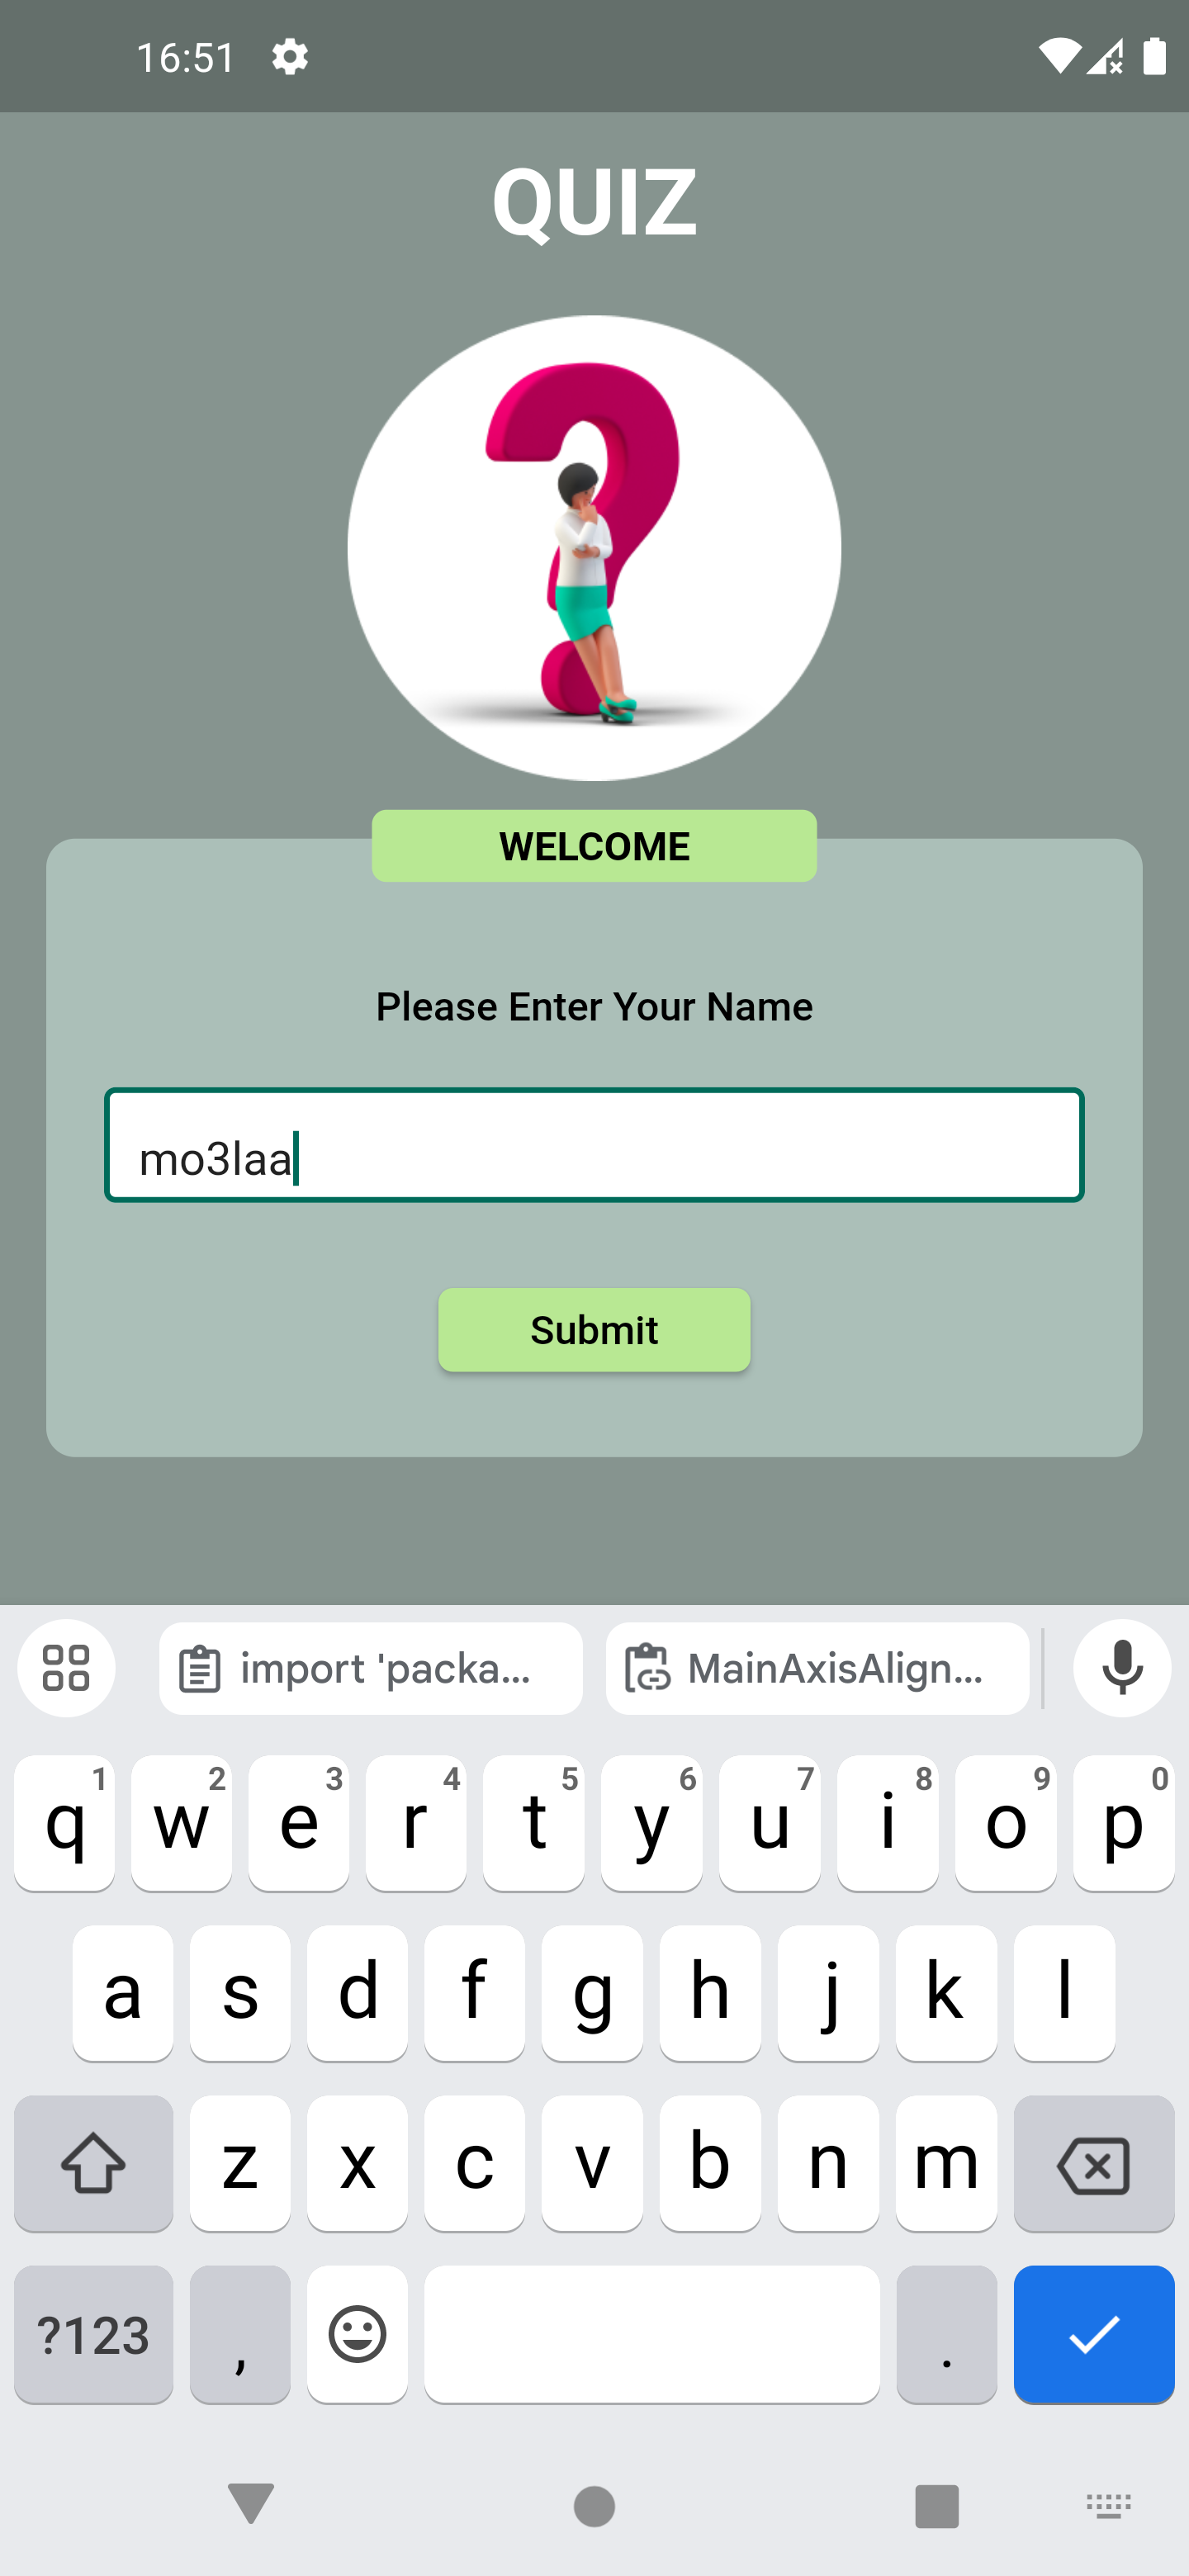 16:51
QUIZ
WELCOME
Please Enter Your Name
mo3laa
Submit
import 'packa...
MainAxisAlign...
q 1 w 2 e 3 r 4 t 5 y 6 u 7 i 8 o 9 p 0
a s d f g h j k l
z x c v b n m
?123 , .